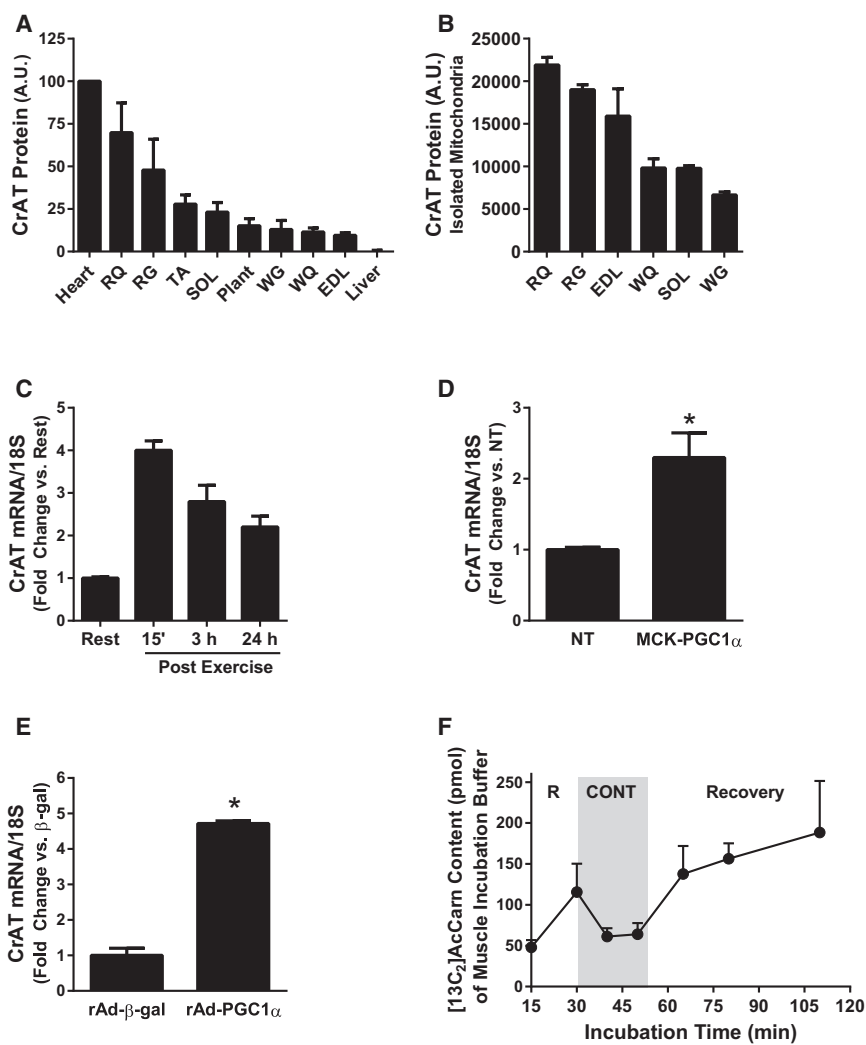 A
CrAT Protein (A.U.)
125
100
75
50
25
0
Heart
RQ
RG
TA
SOL
Plant
WG
WQ
EDL
Liver
B
CrAT Protein (A.U.)
Isolated Mitochondria
25000
20000
15000
10000
5000
0
RQ
RG
EDL
WQ
SOL
WG
C
CrAT mRNA/18S
(Fold Change vs. Rest)
5
4
3
2
1
0
Rest 15' 3 h 24 h
Post Exercise
D
CrAT mRNA/18S
(Fold Change vs. NT)
3
2
1
0
*
NT MCK-PGC1α
E
CrAT mRNA/18S
(Fold Change vs. β-gal)
6
5
4
3
2
1
0
*
rAd-β-gal rAd-PGC1α
F
[13C₂]AcCarn Content (pmol)
of Muscle Incubation Buffer
250
200
150
100
50
0
R CONT Recovery
15 30 45 60 75 90 105 120
Incubation Time (min)